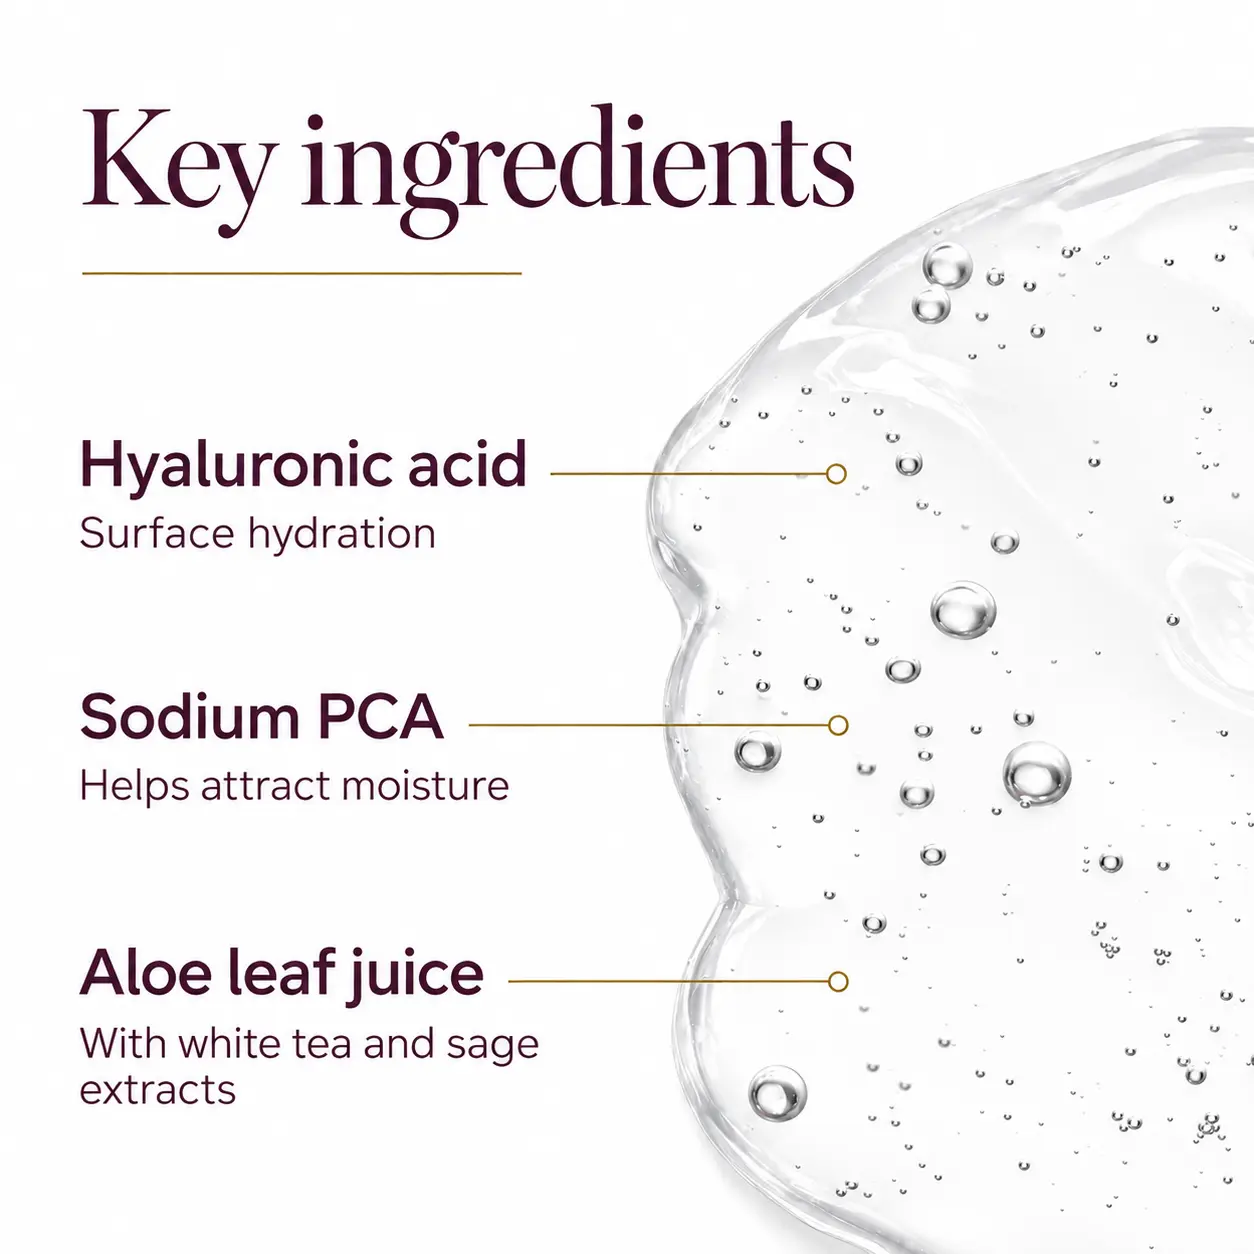 Key ingredients
Hyaluronic acid
Surface hydration
Sodium PCA
Helps attract moisture
Aloe leaf juice
With white tea and sage
extracts